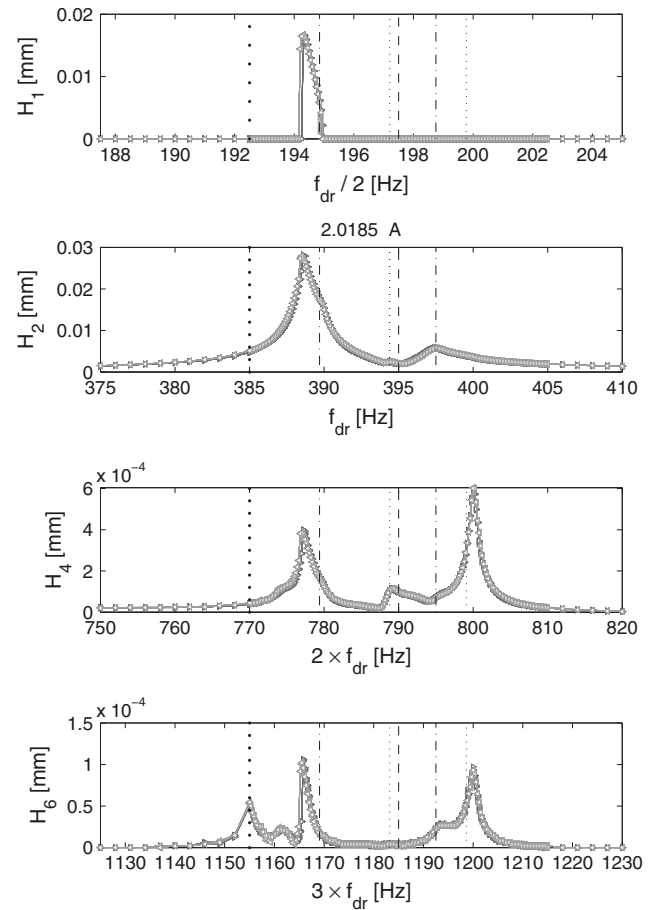 0.02
0.01
0
H₁ [mm]
188 190 192 194 196 198 200 202 204
f_dr / 2 [Hz]
2.0185 A
0.03
0.02
0.01
0
H₂ [mm]
375 380 385 390 395 400 405 410
f_dr [Hz]
x 10⁻⁴
6
4
2
0
H₄ [mm]
750 760 770 780 790 800 810 820
2 × f_dr [Hz]
x 10⁻⁴
1.5
1
0.5
0
H₆ [mm]
1130 1140 1150 1160 1170 1180 1190 1200 1210 1220 1230
3 × f_dr [Hz]